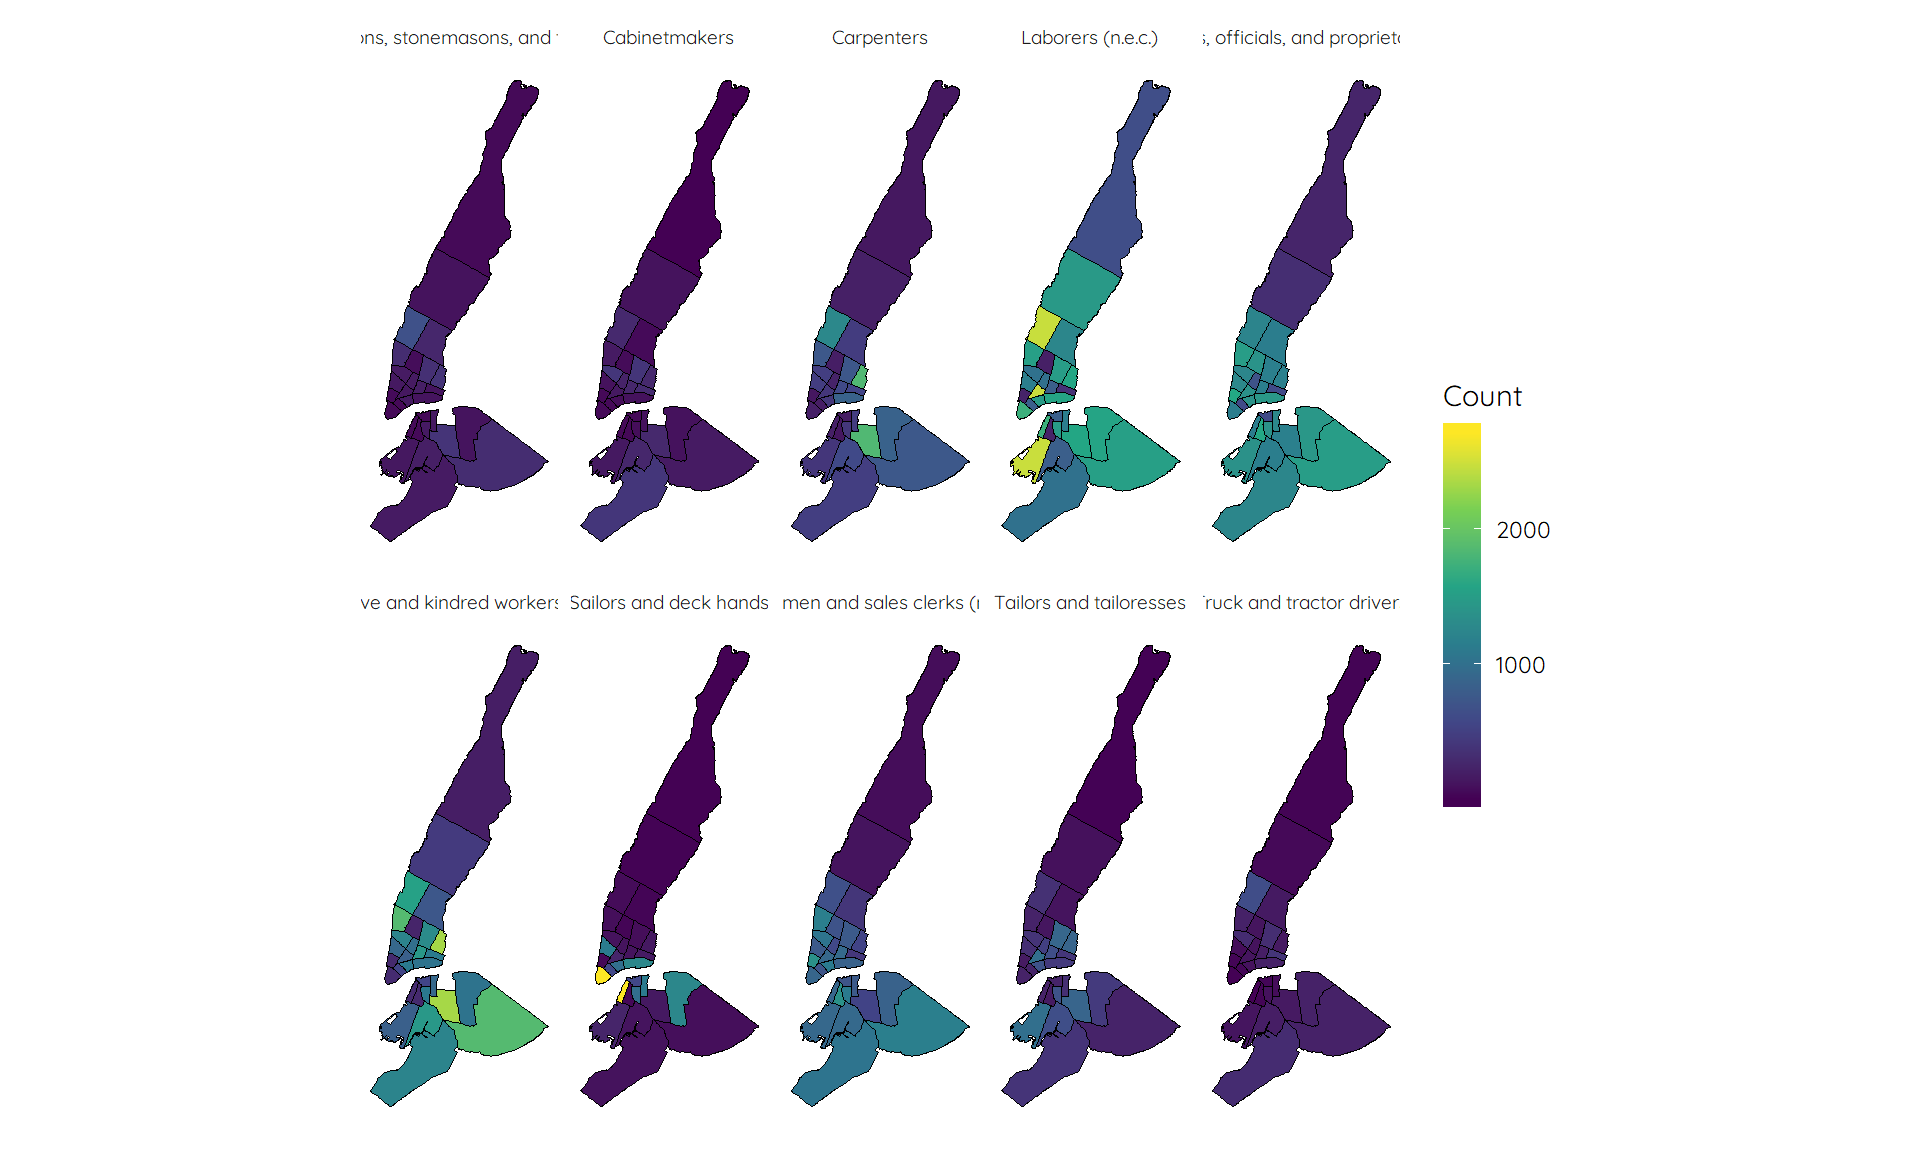 ons, stonemasons, and
Cabinetmakers
Carpenters
Laborers (n.e.c.)
s, officials, and propriet
Count
2000
1000
ve and kindred workers
Sailors and deck hands
men and sales clerks (
Tailors and tailoresses
ruck and tractor driver